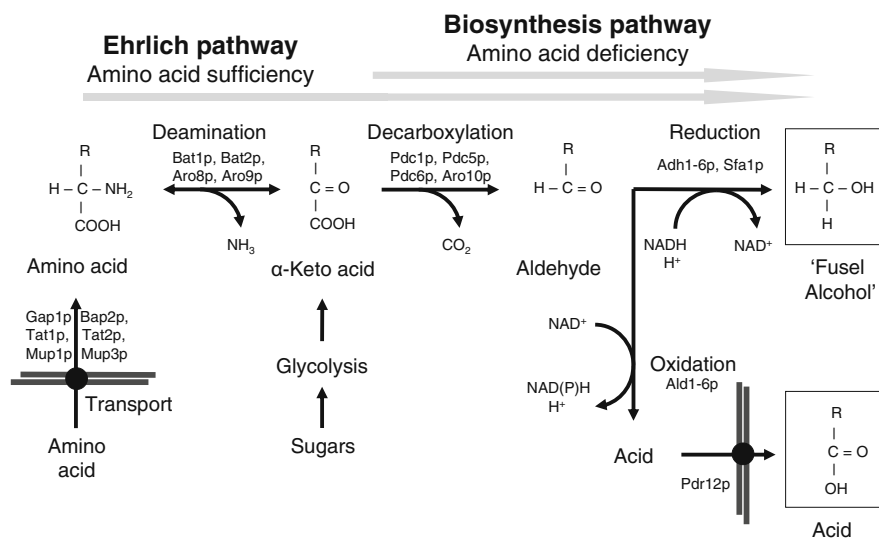 Ehrlich pathway
Amino acid sufficiency
Biosynthesis pathway
Amino acid deficiency
Deamination
Bat1p, Bat2p,
Aro8p, Aro9p
NH₃
Decarboxylation
Pdc1p, Pdc5p,
Pdc6p, Aro10p
CO₂
Reduction
Adh1-6p, Sfa1p
NADH
H⁺
NAD⁺
R
H – C – NH₂
COOH
Amino acid
R
C = O
COOH
α-Keto acid
R
H – C = O
Aldehyde
R
H – C – OH
H
‘Fusel
Alcohol’
Gap1p Bap2p,
Tat1p, Tat2p,
Mup1p Mup3p
Transport
Amino
acid
Glycolysis
Sugars
NAD⁺
NAD(P)H
H⁺
Oxidation
Ald1-6p
Acid
Pdr12p
R
C = O
OH
Acid